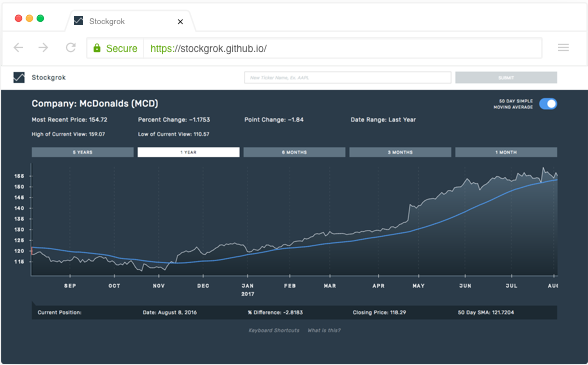 Stockgrok
Secure https://stockgrok.github.io/
Stockgrok New Ticker Name, Ex: AAPL SUBMIT
Company: McDonalds (MCD) 50 DAY SIMPLE
MOVING AVERAGE
Most Recent Price: 154.72 Percent Change: -1.1753 Point Change: -1.84 Data Range: Last Year
High of Current View: 159.07 Low of Current View: 110.57
5 YEARS 1 YEAR 6 MONTHS 3 MONTHS 1 MONTH
155
150
145
140
135
130
125
120
115
SEP OCT NOV DEC JAN FEB MAR APR MAY JUN JUL AU
2017
Current Position: Date: August 8, 2016 % Difference: -2.8183 Closing Price: 118.29 50 Day SMA: 121.7204
Keyboard Shortcuts What is this?